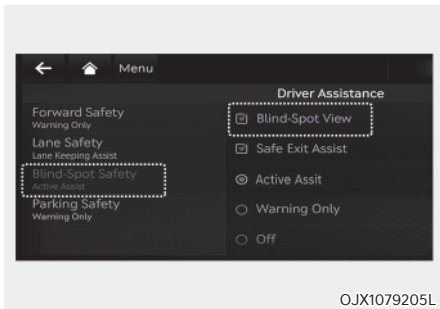 Menu
Driver Assistance
Forward Safety
Warning Only
Lane Safety
Lane Keeping Assist
Blind-Spot Safety
Active Assist
Parking Safety
Warning Only
Blind-Spot View
Safe Exit Assist
Active Assit
Warning Only
Off
OJX1079205L